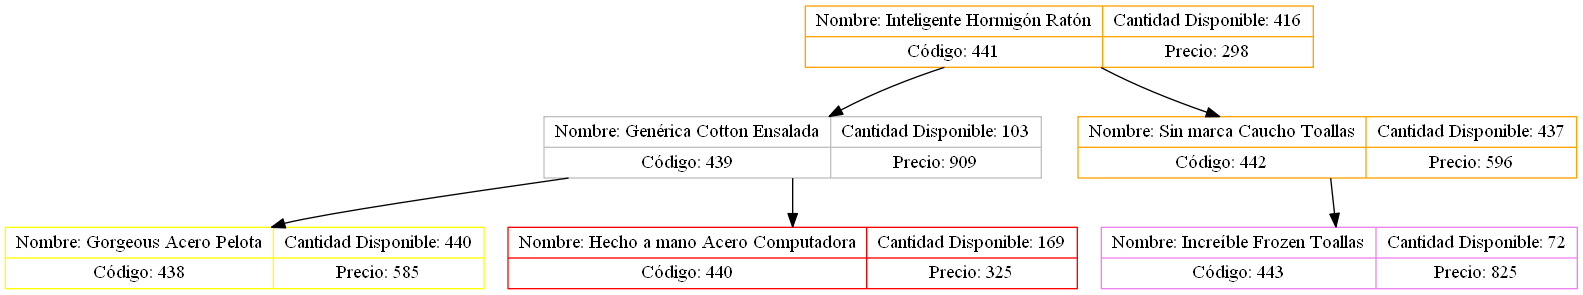 Nombre: Inteligente Hormigón Ratón Cantidad Disponible: 416
Código: 441 Precio: 298
Nombre: Genérica Cotton Ensalada Cantidad Disponible: 103
Código: 439 Precio: 909
Nombre: Sin marca Caucho Toallas Cantidad Disponible: 437
Código: 442 Precio: 596
Nombre: Gorgeous Acero Pelota Cantidad Disponible: 440
Código: 438 Precio: 585
Nombre: Hecho a mano Acero Computadora Cantidad Disponible: 169
Código: 440 Precio: 325
Nombre: Increíble Frozen Toallas Cantidad Disponible: 72
Código: 443 Precio: 825